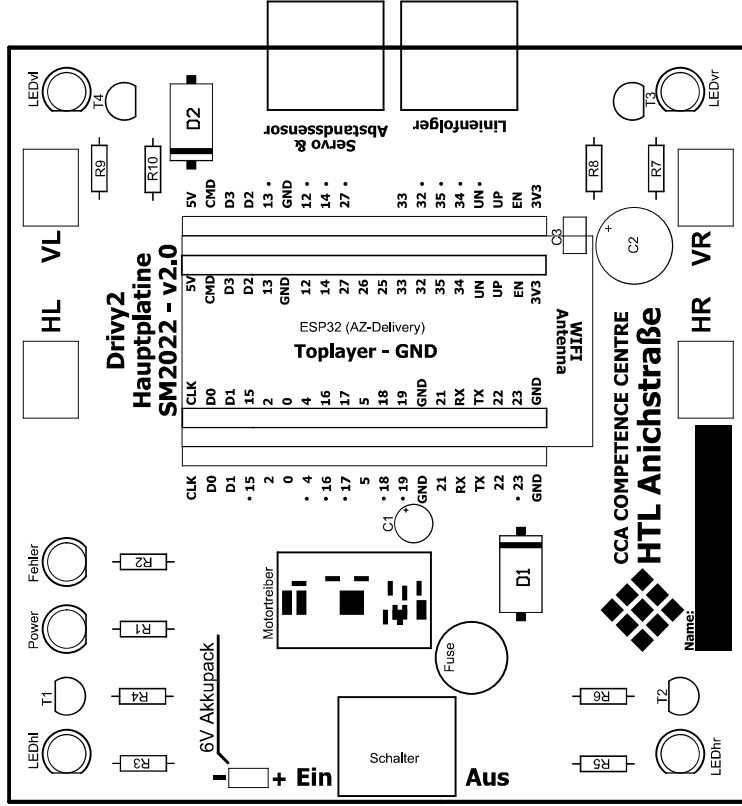 LEDvl
T4
D2
Servo &
Abstandssensor
Linienfolger
T3
LEDvr
R9
R10
R8
R7
VL
VR
5V
CMD
D3
D2
13 •
GND
12 •
14 •
27 •
33
32 •
35 •
34 •
UN •
UP
EN
3V3
C3
+
C2
HL
HR
Drivy2
Hauptplatine
SM2022 - v2.0
5V
CMD
D3
D2
13
GND
12
14
27
26
25
33
32
35
34
UN
UP
EN
3V3
ESP32 (AZ-Delivery)
Toplayer - GND
WIFI
Antenna
CLK
D0
D1
15
2
0
4
16
17
5
18
19
GND
21
RX
TX
22
23
GND
CLK
D0
D1
• 15
2
0
• 4
• 16
• 17
5
• 18
• 19
GND
21
RX
TX
22
• 23
GND
CCA COMPETENCE CENTRE
HTL Anichstraße
Name:
C1
+
Fehler
R2
Power
R1
Motortreiber
D1
Fuse
T1
R4
6V Akkupack
R6
T2
LEDhl
R3
- + Ein
Schalter
Aus
R5
LEDhr